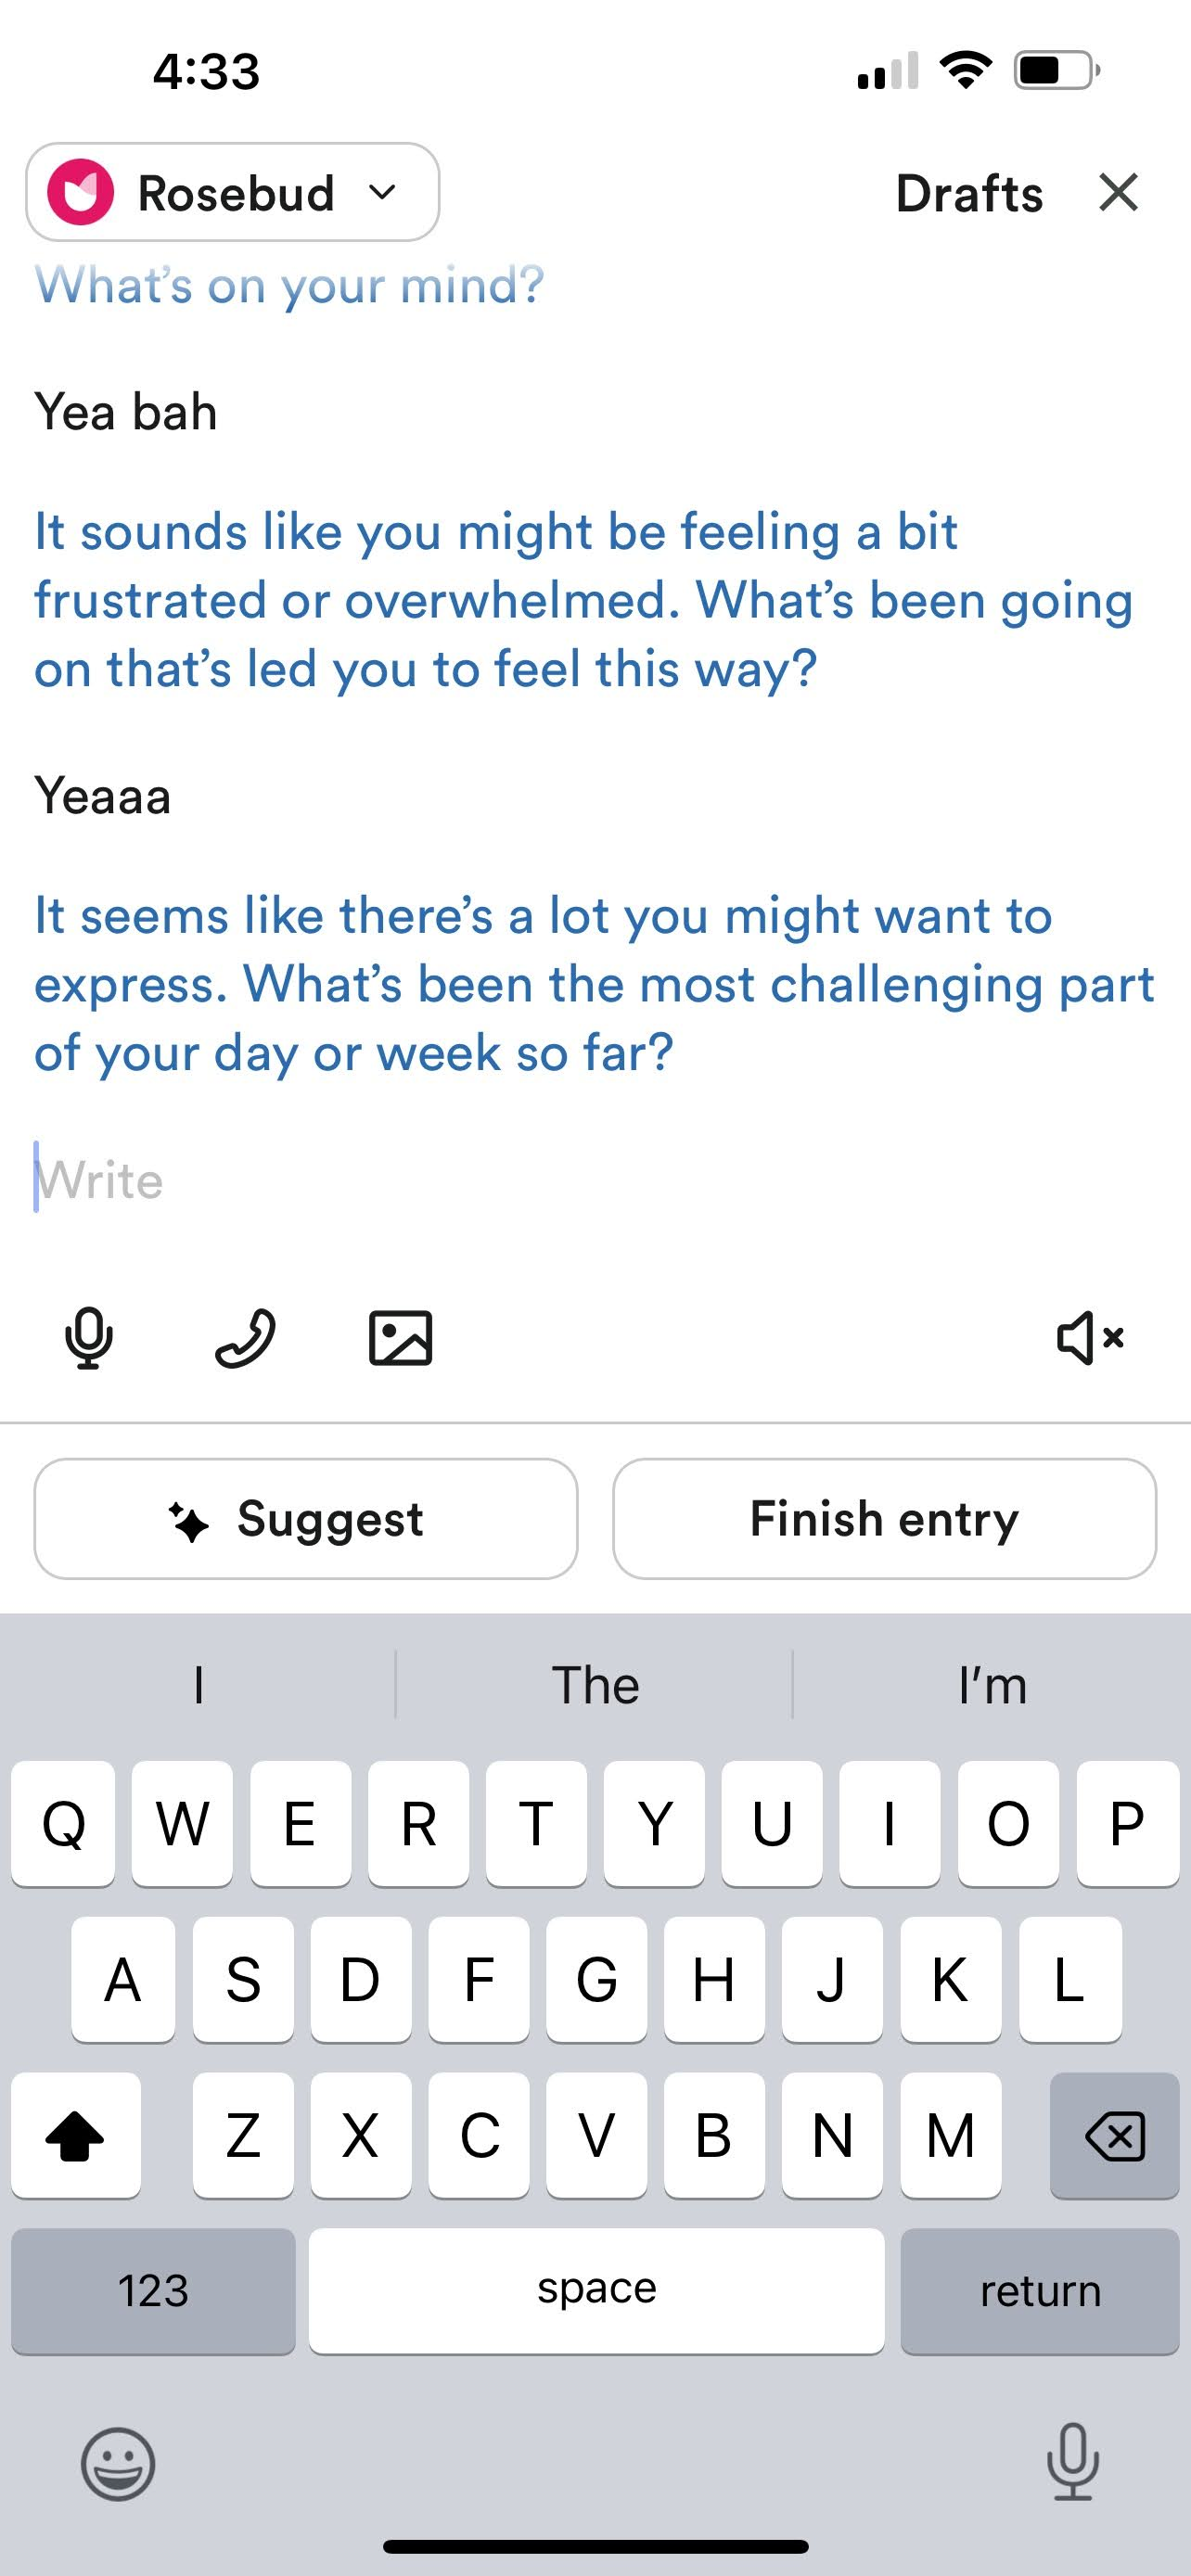 4:33
Rosebud
Drafts
What’s on your mind?
Yea bah
It sounds like you might be feeling a bit
frustrated or overwhelmed. What’s been going
on that’s led you to feel this way?
Yeaaa
It seems like there’s a lot you might want to
express. What’s been the most challenging part
of your day or week so far?
Write
Suggest
Finish entry
I The I’m
Q W E R T Y U I O P
A S D F G H J K L
Z X C V B N M
123 space return